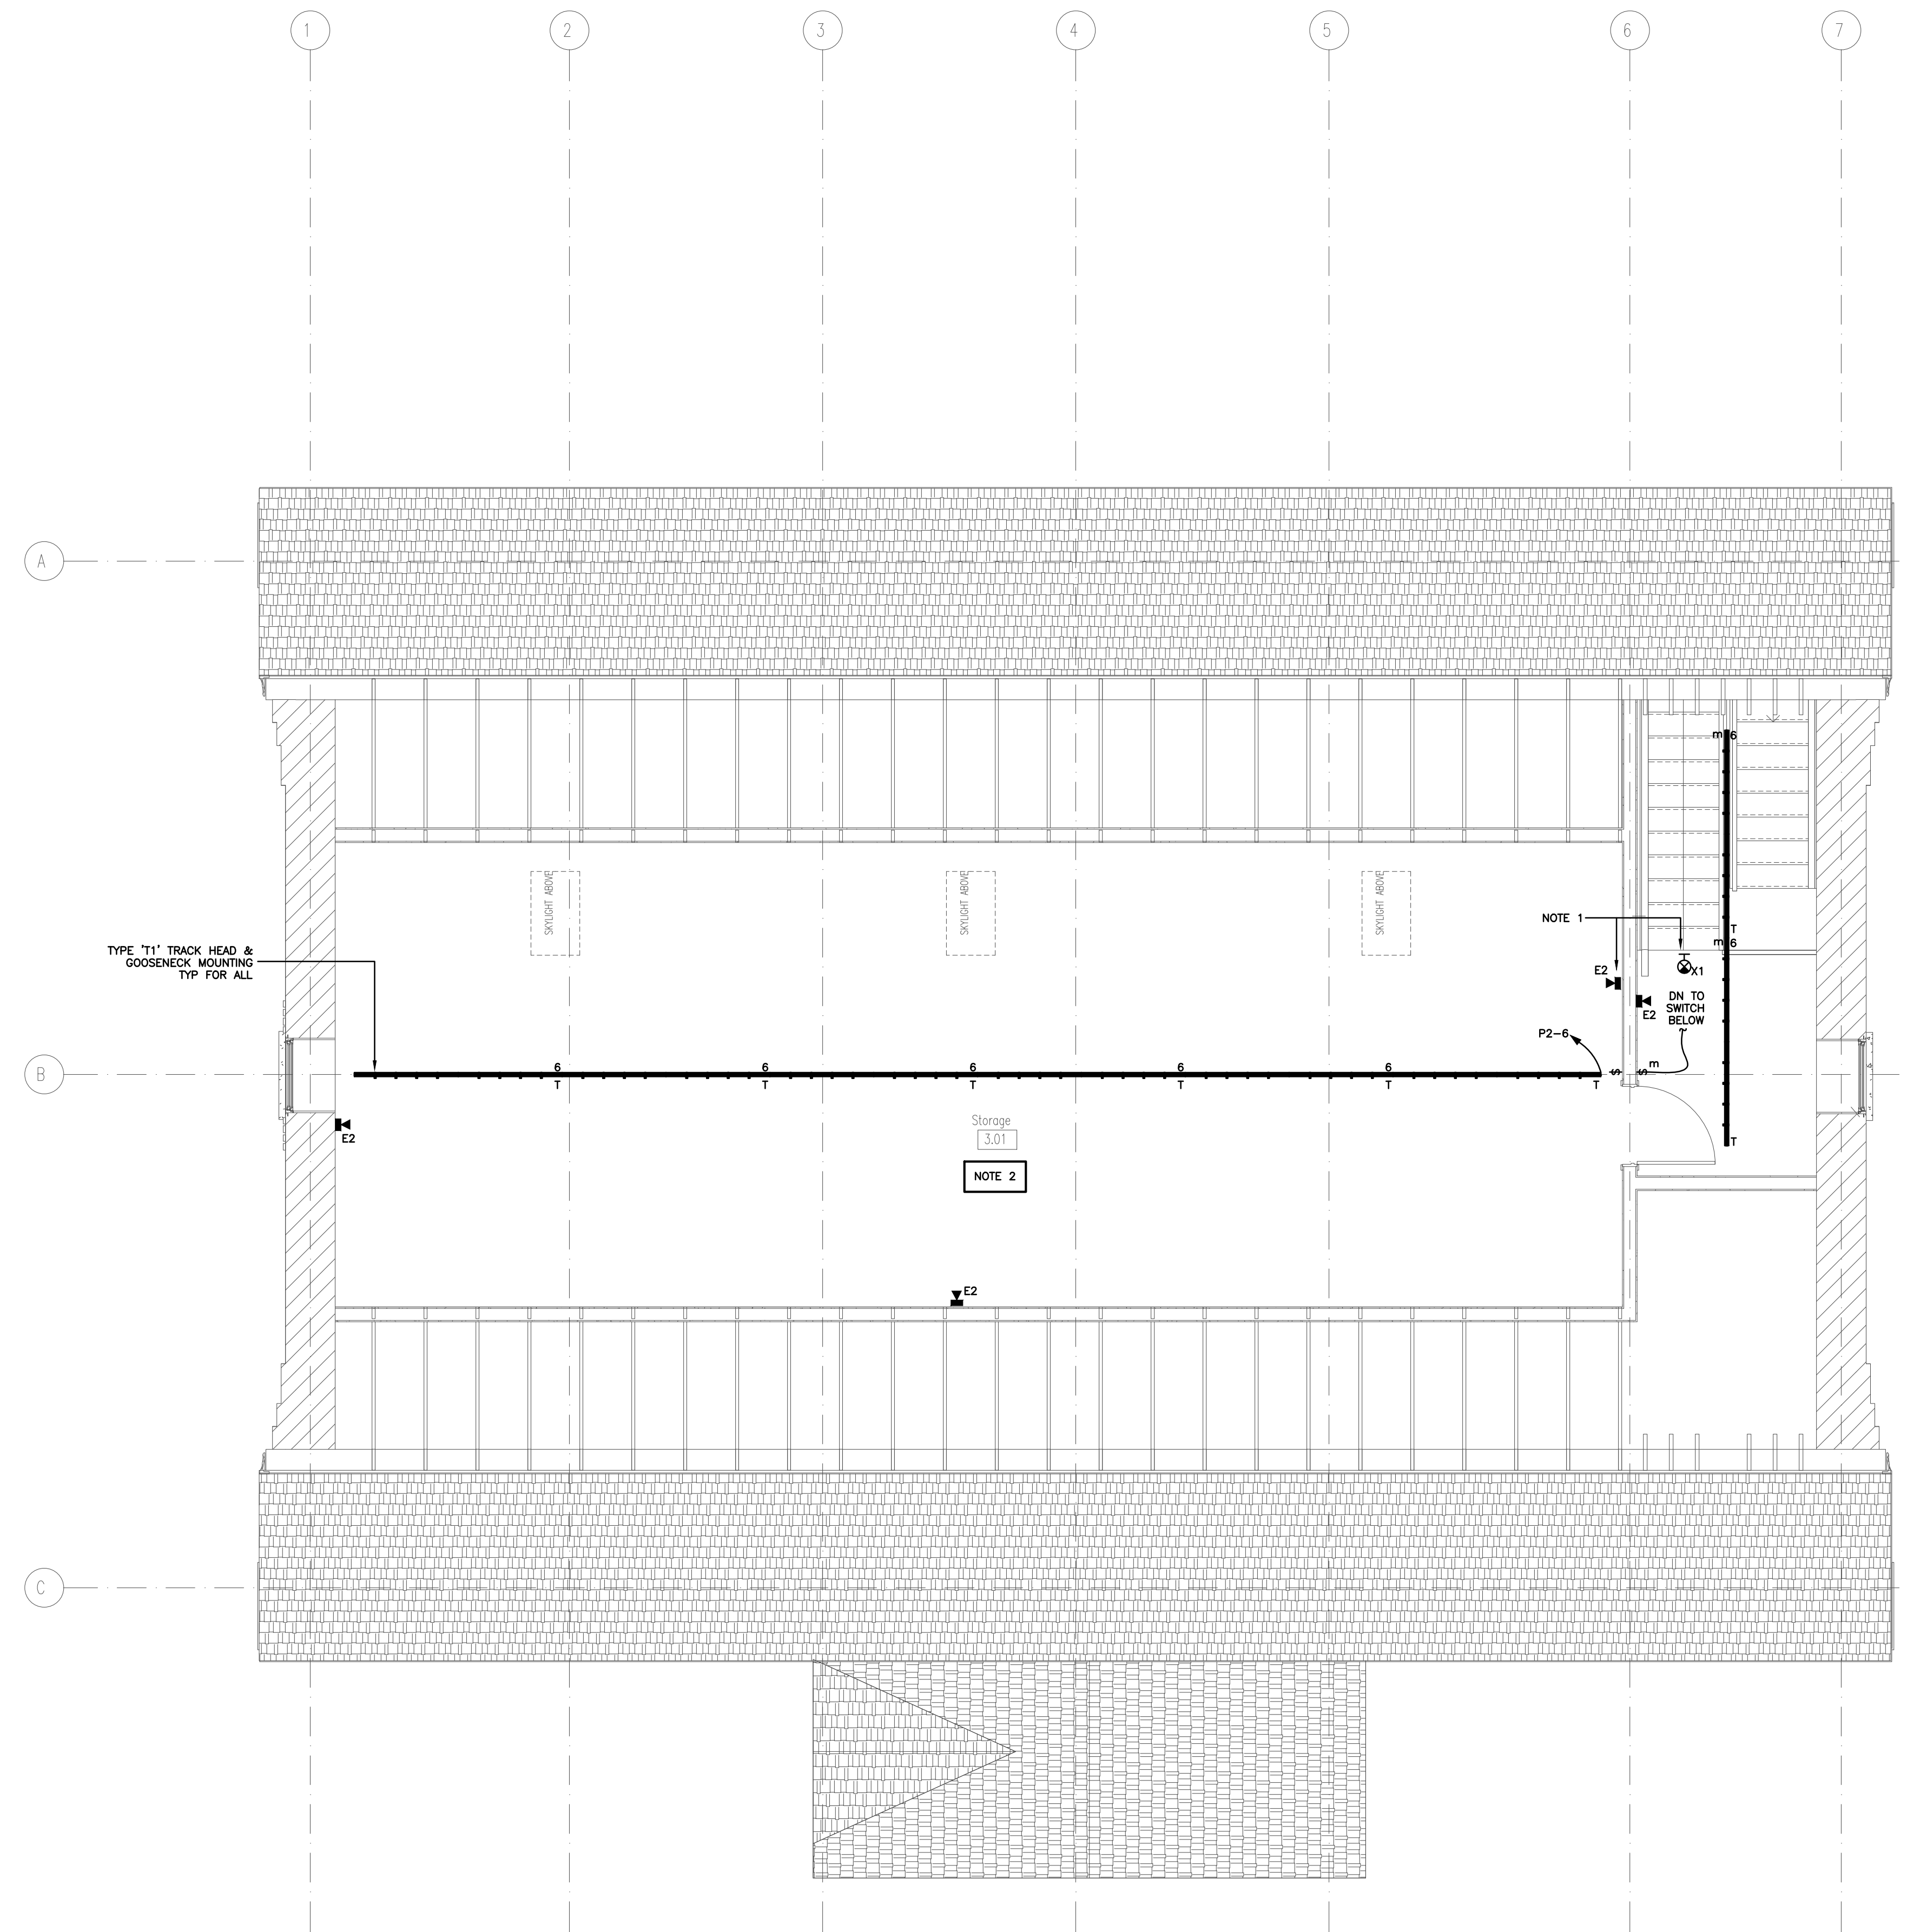 1
2
3
4
5
6
7
A
m 6
SKYLIGHT ABOVE
SKYLIGHT ABOVE
SKYLIGHT ABOVE
NOTE 1
T
m 6
TYPE 'T1' TRACK HEAD &
GOOSENECK MOUNTING
TYP FOR ALL
E2
X1
DN TO
SWITCH
BELOW
E2
P2-6
B
6
6
6
6
6
S
S
m
T
T
T
T
T
T
Storage
3.01
E2
T
NOTE 2
E2
C